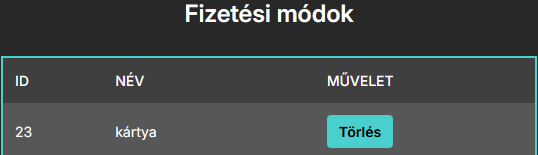 Fizetési módok
ID NÉV MŰVELET
23 kártya Törlés